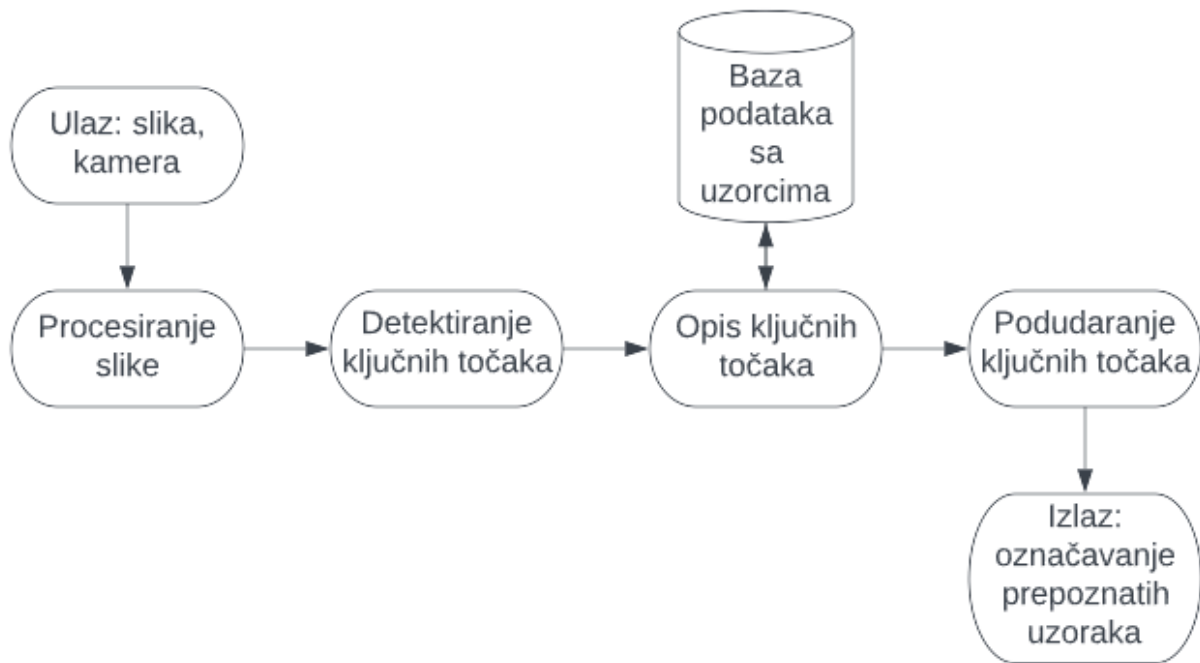 Ulaz: slika,
kamera
Procesiranje
slike
Detektiranje
ključnih točaka
Baza
podataka
sa
uzorcima
Opis ključnih
točaka
Podudaranje
ključnih točaka
Izlaz:
označavanje
prepoznatih
uzoraka